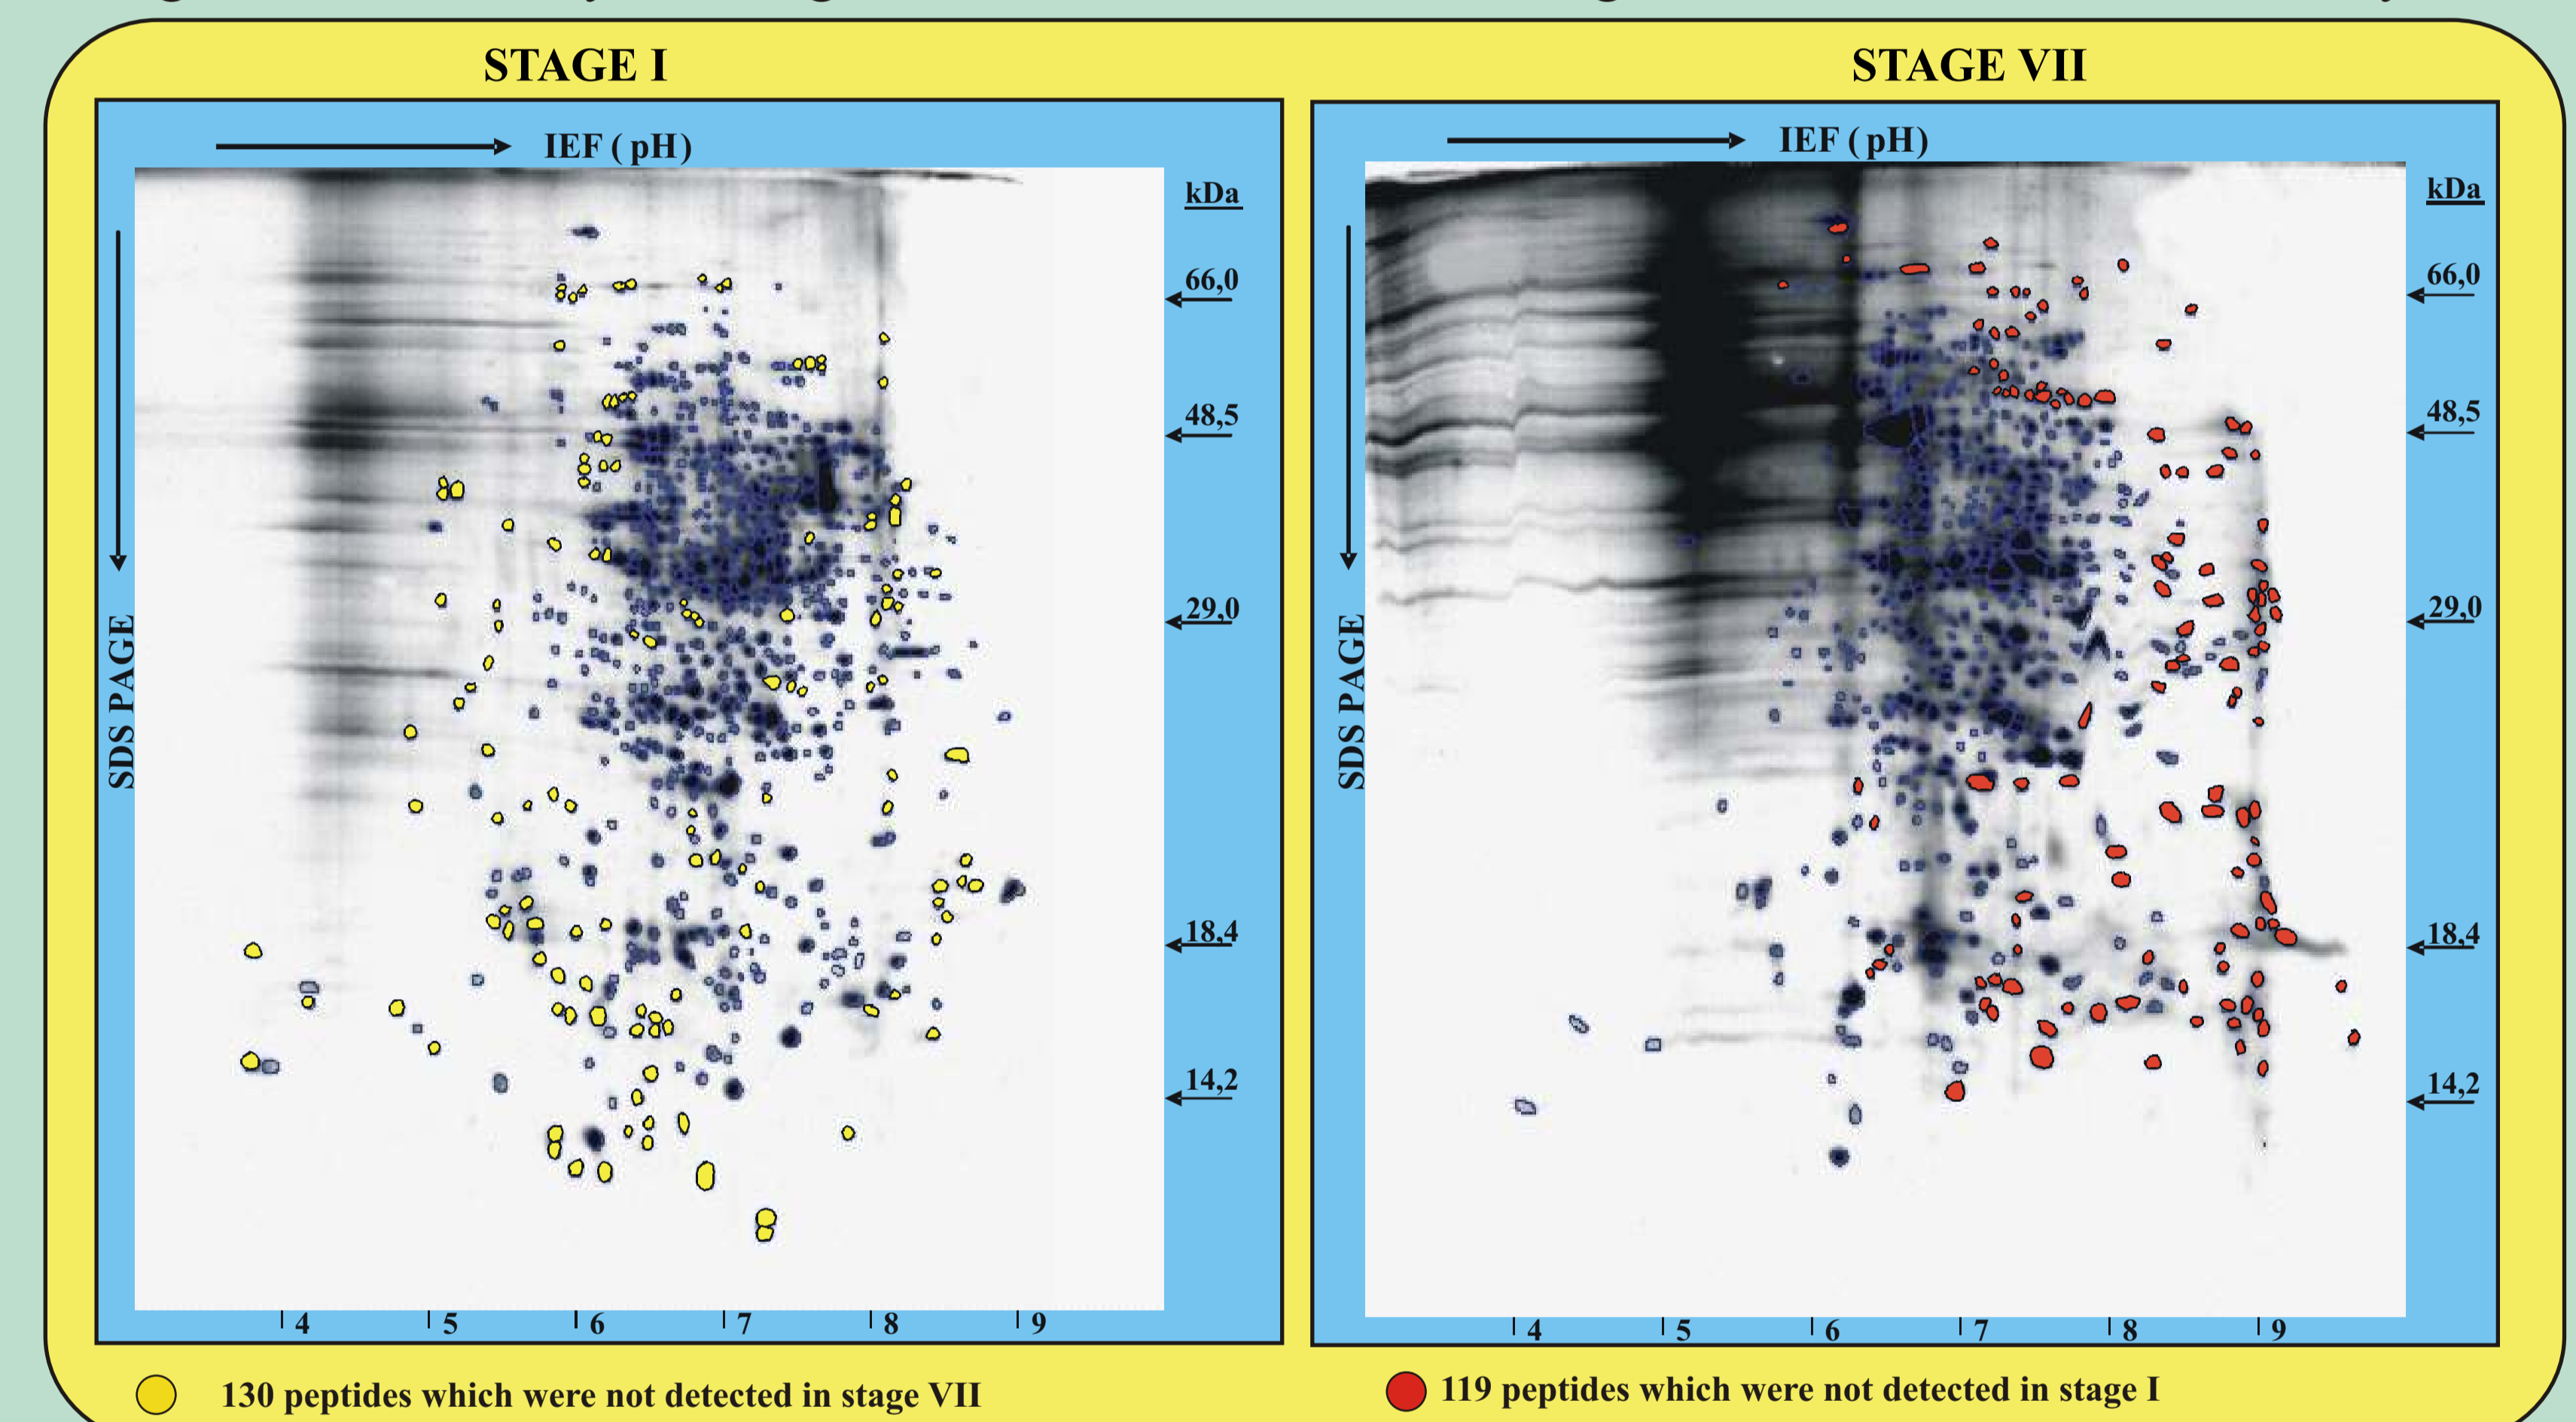 STAGE I
IEF ( pH )
kDa
66,0
48,5
29,0
18,4
14,2
SDS PAGE
4 5 6 7 8 9
130 peptides which were not detected in stage VII
STAGE VII
IEF ( pH )
kDa
66,0
48,5
29,0
18,4
14,2
SDS PAGE
4 5 6 7 8 9
119 peptides which were not detected in stage I